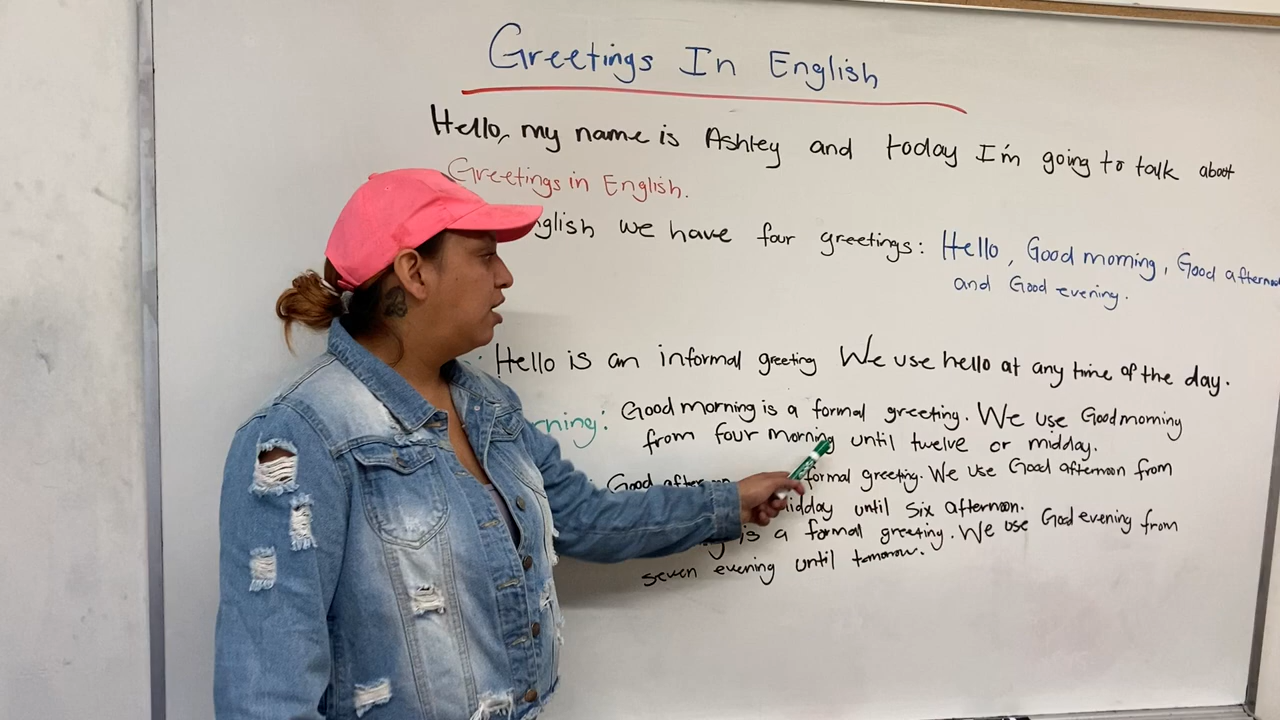 Greetings In English
Hello, my name is Ashley and today I'm going to talk about
Greetings in English.
nglish we have four greetings: Hello, Good morning, Good afternoo
and Good evening.
: Hello is an informal greeting We use hello at any time of the day.
rning: Good morning is a formal greeting. We use Good morning
from four morning until twelve or midday.
: Good formal greeting. We use Good afternoon from
idday until six afternoon.
g is a formal greeting. We use Good evening from
seven evening until tomorrow.